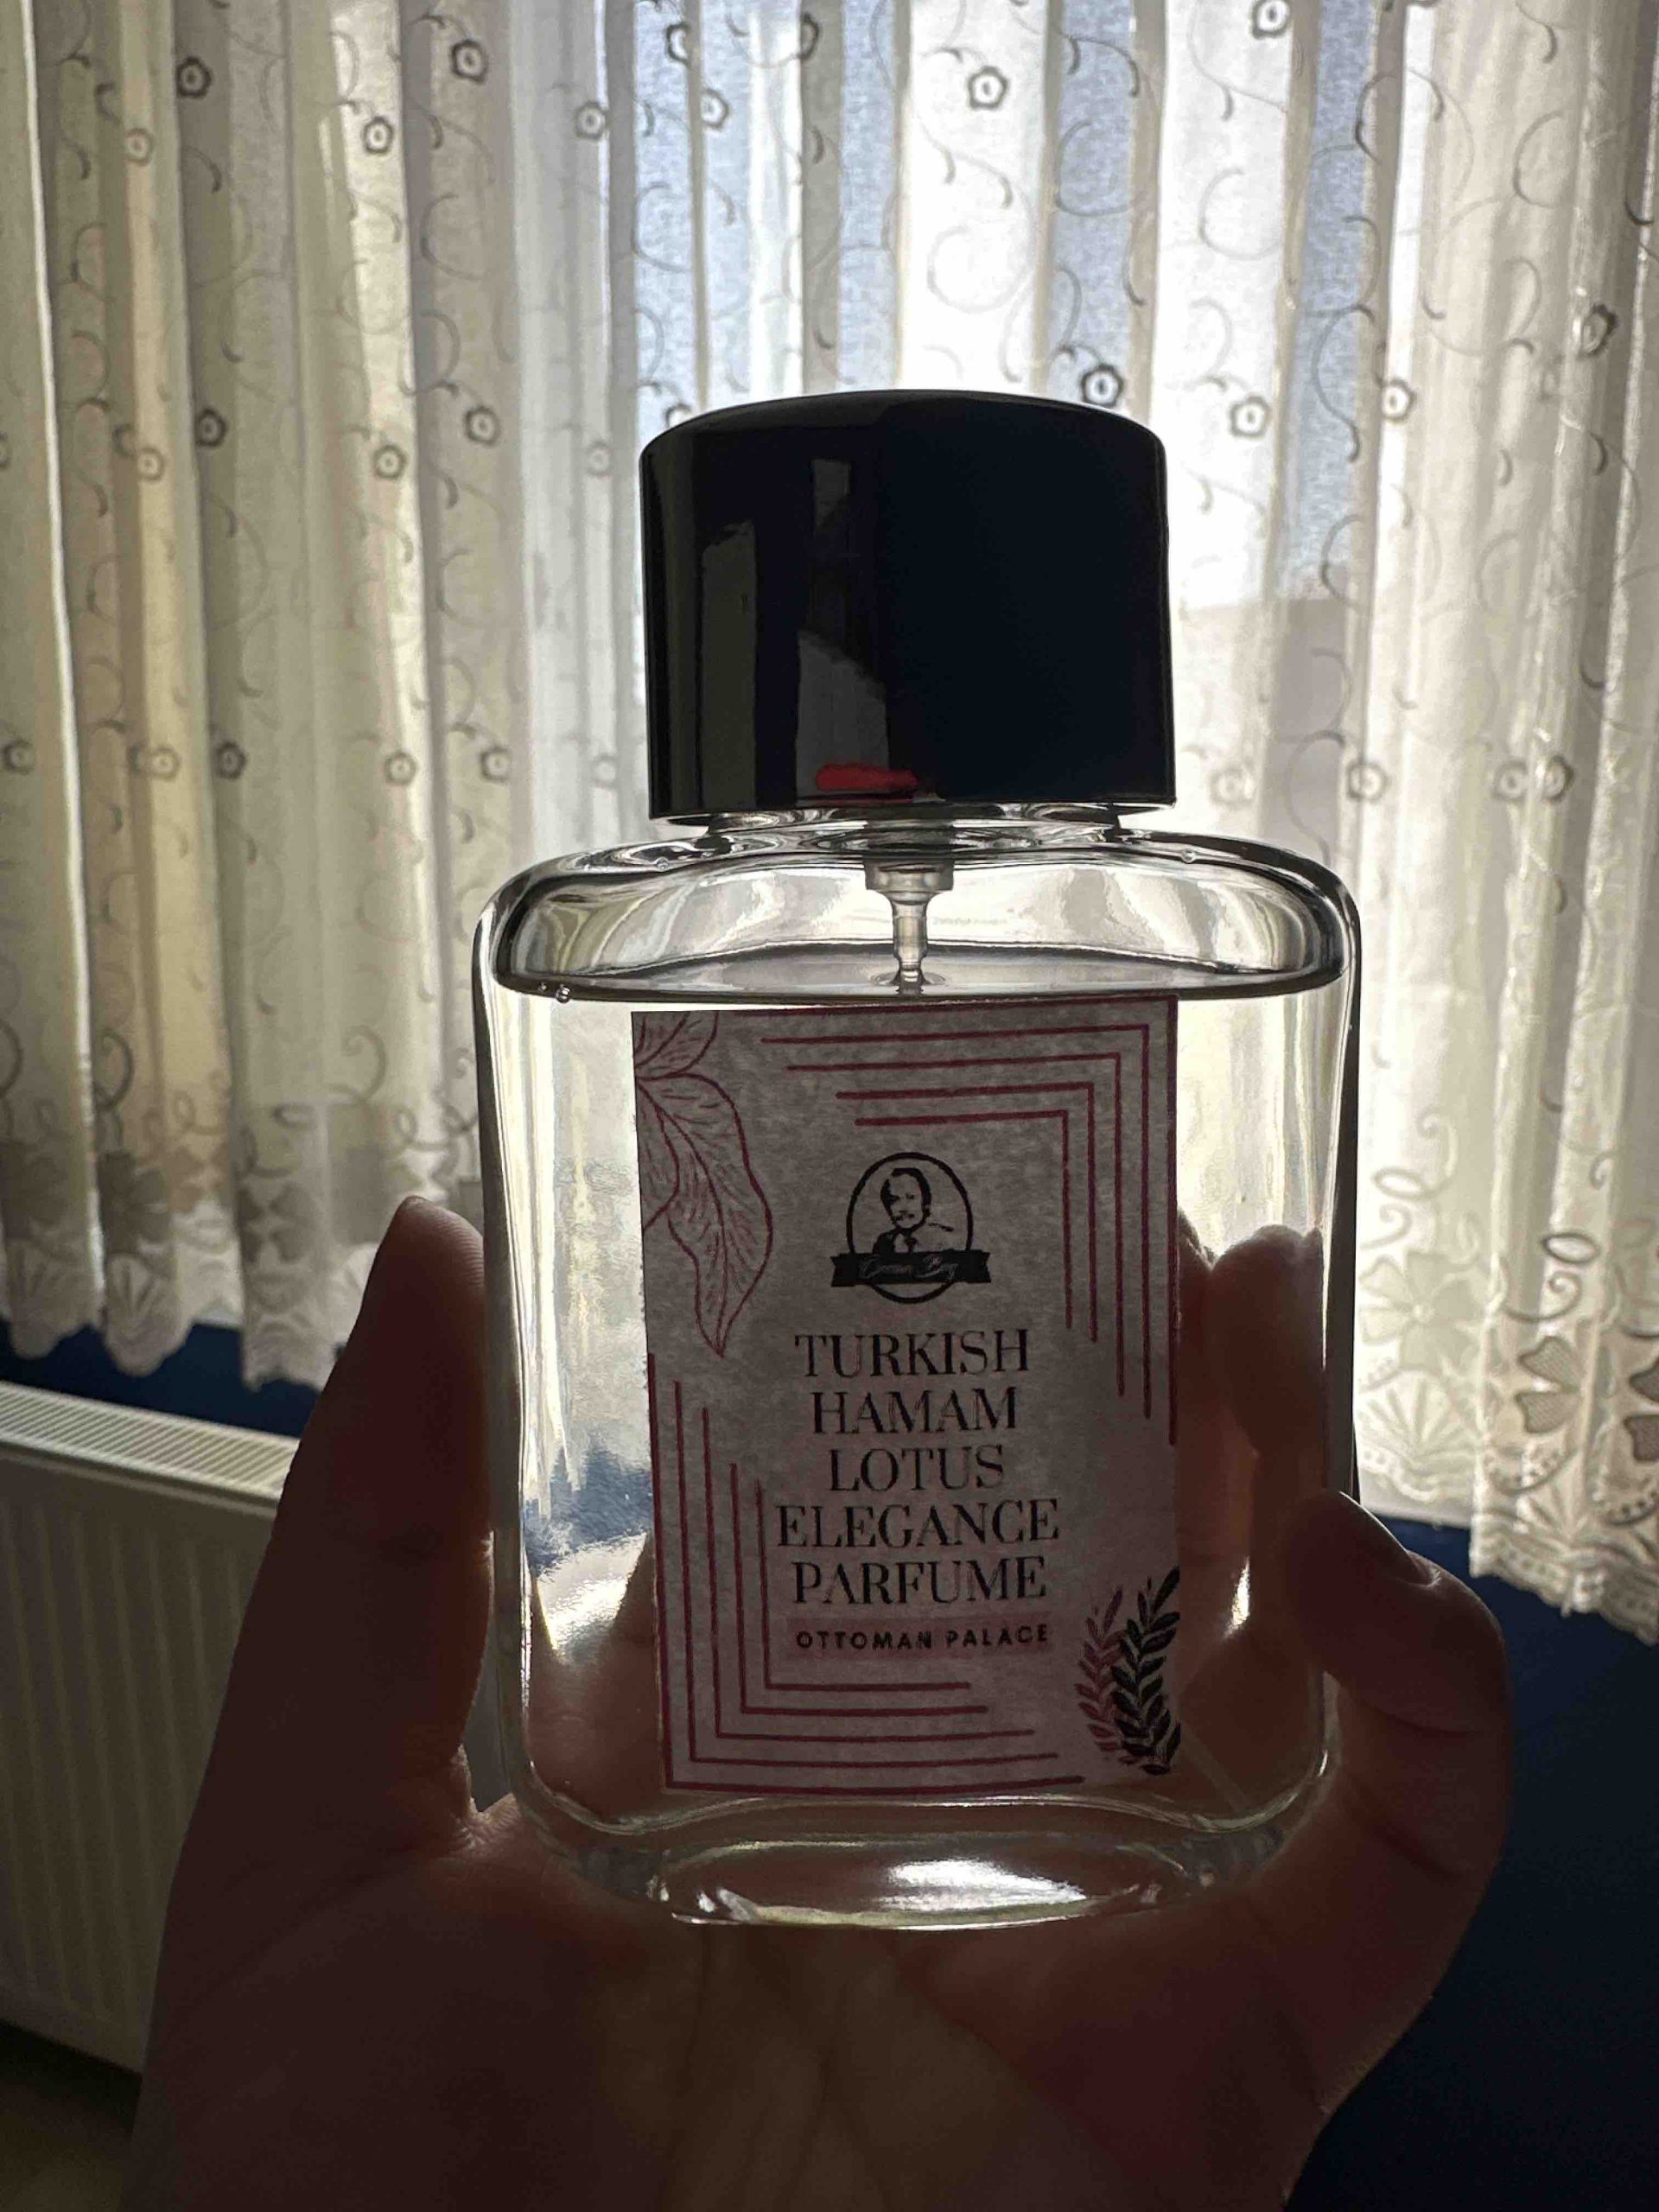 TURKISH
HAMAM
LOTUS
ELEGANCE
PARFUME
OTTOMAN PALACE